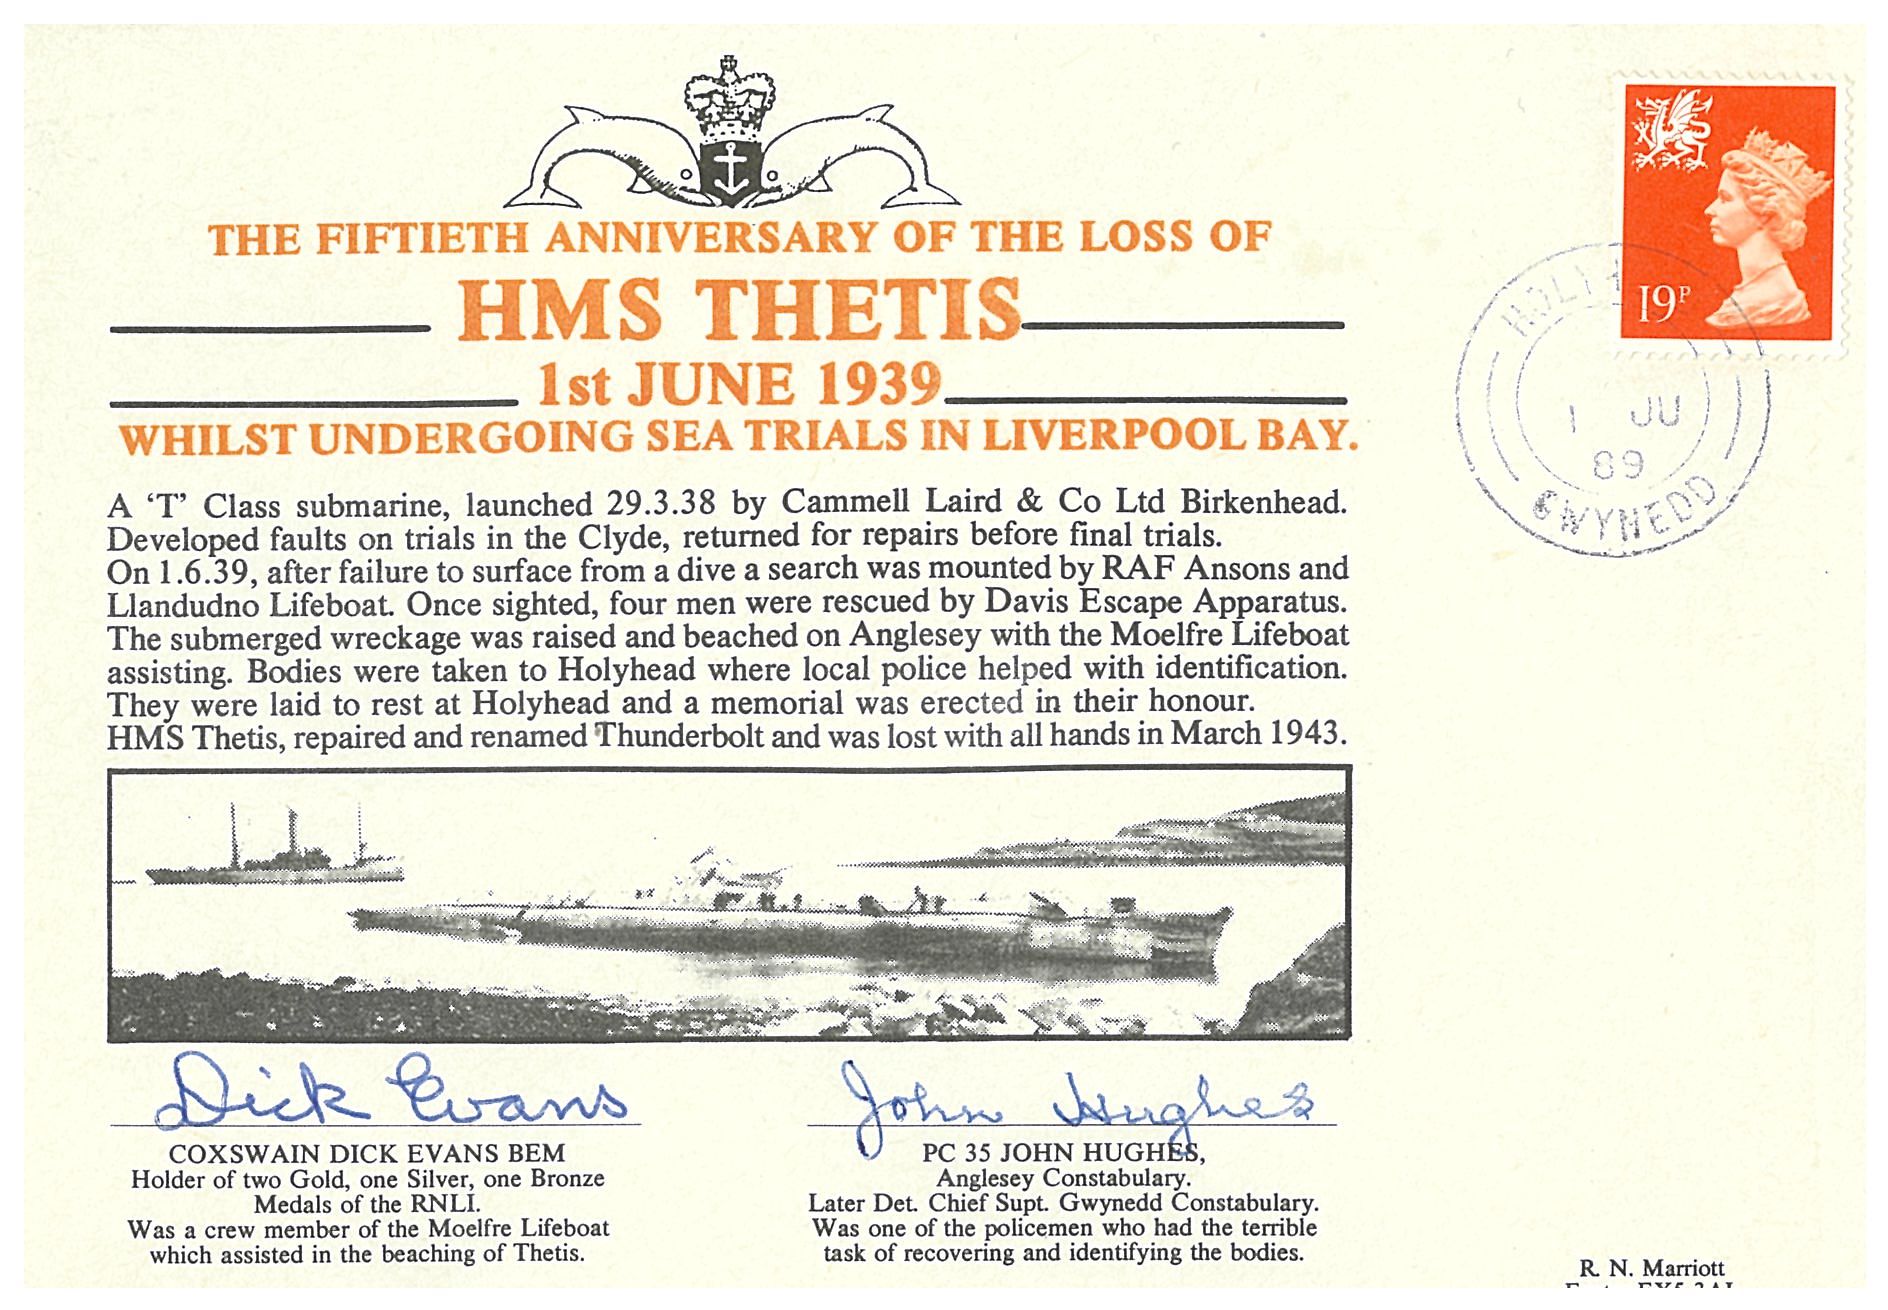 THE FIFTIETH ANNIVERSARY OF THE LOSS OF
HMS THETIS
1st JUNE 1939
WHILST UNDERGOING SEA TRIALS IN LIVERPOOL BAY.
A ‘T’ Class submarine, launched 29.3.38 by Cammell Laird & Co Ltd Birkenhead.
Developed faults on trials in the Clyde, returned for repairs before final trials.
On 1.6.39, after failure to surface from a dive a search was mounted by RAF Ansons and
Llandudno Lifeboat. Once sighted, four men were rescued by Davis Escape Apparatus.
The submerged wreckage was raised and beached on Anglesey with the Moelfre Lifeboat
assisting. Bodies were taken to Holyhead where local police helped with identification.
They were laid to rest at Holyhead and a memorial was erected in their honour.
HMS Thetis, repaired and renamed Thunderbolt and was lost with all hands in March 1943.
Dick Evans
COXSWAIN DICK EVANS BEM
Holder of two Gold, one Silver, one Bronze
Medals of the RNLI.
Was a crew member of the Moelfre Lifeboat
which assisted in the beaching of Thetis.
John Hughes
PC 35 JOHN HUGHES,
Anglesey Constabulary.
Later Det. Chief Supt. Gwynedd Constabulary.
Was one of the policemen who had the terrible
task of recovering and identifying the bodies.
19P
1 JU
89
GWYNEDD
R. N. Marriott